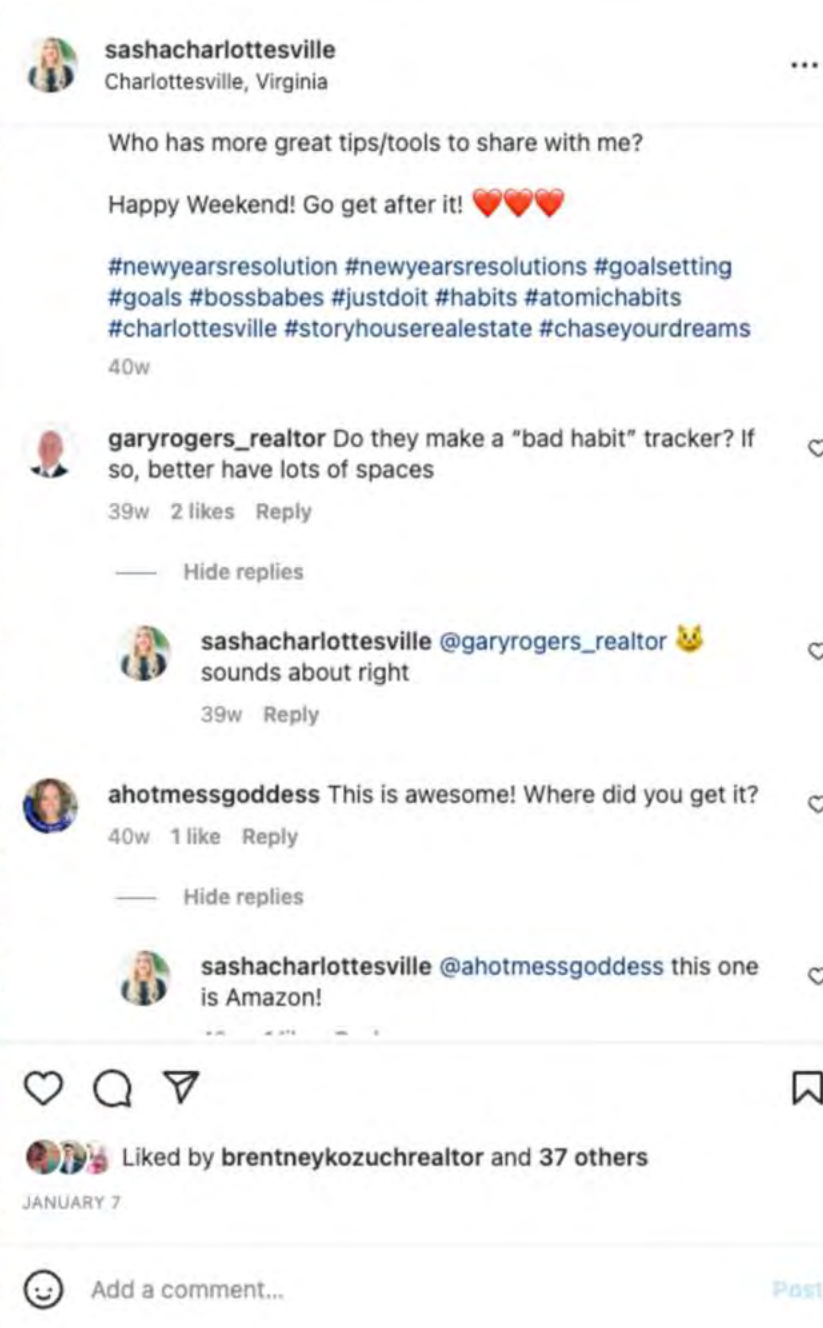 sashacharlottesville
Charlottesville, Virginia
Who has more great tips/tools to share with me?
Happy Weekend! Go get after it! ❤️❤️❤️
#newyearsresolution #newyearsresolutions #goalsetting
#goals #bossbabes #justdoit #habits #atomichabits
#charlottesville #storyhouserealestate #chaseyourdreams
40w
garyrogers_realtor Do they make a "bad habit" tracker? If
so, better have lots of spaces
39w 2 likes Reply
Hide replies
sashacharlottesville @garyrogers_realtor 😼
sounds about right
39w Reply
ahotmessgoddess This is awesome! Where did you get it?
40w 1 like Reply
Hide replies
sashacharlottesville @ahotmessgoddess this one
is Amazon!
Liked by brentneykozuchrealtor and 37 others
JANUARY 7
Add a comment...
Post